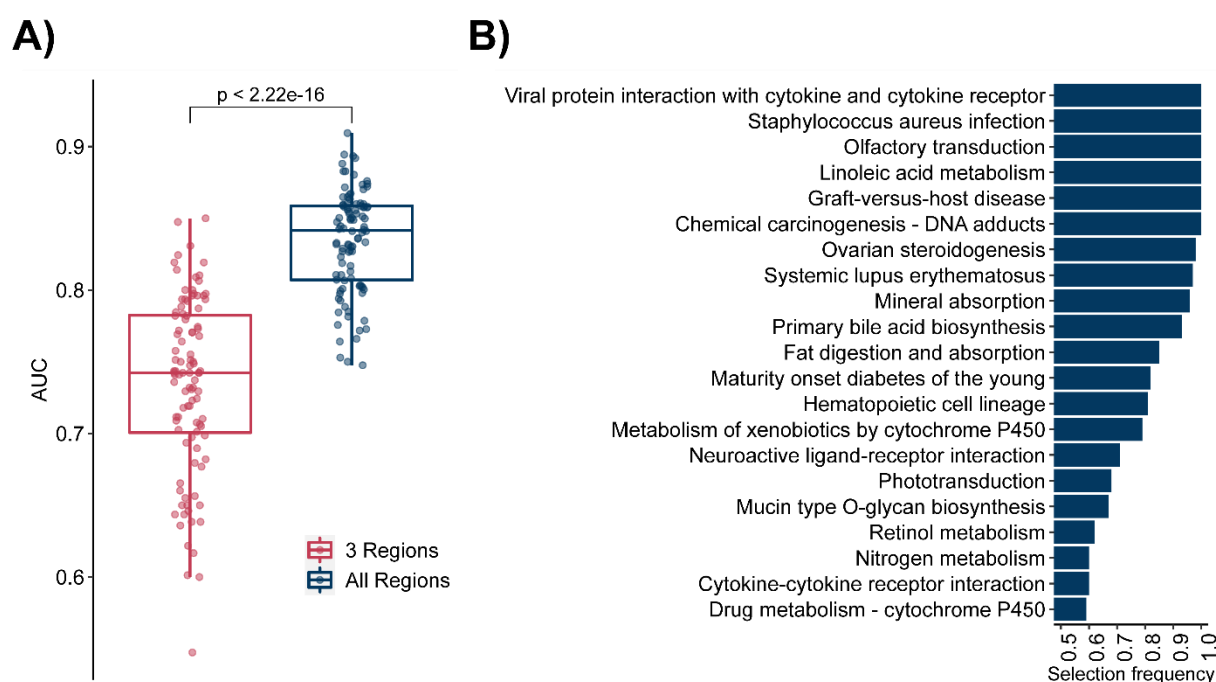 A)
p < 2.22e-16
0.9
0.8
0.7
0.6
AUC
3 Regions
All Regions
B)
Viral protein interaction with cytokine and cytokine receptor
Staphylococcus aureus infection
Olfactory transduction
Linoleic acid metabolism
Graft-versus-host disease
Chemical carcinogenesis - DNA adducts
Ovarian steroidogenesis
Systemic lupus erythematosus
Mineral absorption
Primary bile acid biosynthesis
Fat digestion and absorption
Maturity onset diabetes of the young
Hematopoietic cell lineage
Metabolism of xenobiotics by cytochrome P450
Neuroactive ligand-receptor interaction
Phototransduction
Mucin type O-glycan biosynthesis
Retinol metabolism
Nitrogen metabolism
Cytokine-cytokine receptor interaction
Drug metabolism - cytochrome P450
0.5
0.6
0.7
0.8
0.9
1.0
Selection frequency